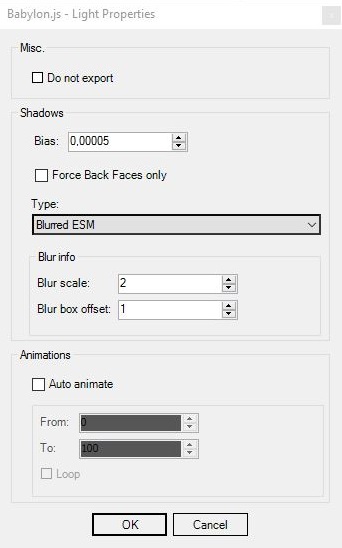 Babylon.js - Light Properties
Misc.
Do not export
Shadows
Bias: 0,00005
Force Back Faces only
Type:
Blurred ESM
Blur info
Blur scale: 2
Blur box offset: 1
Animations
Auto animate
From: 0
To: 100
Loop
OK Cancel